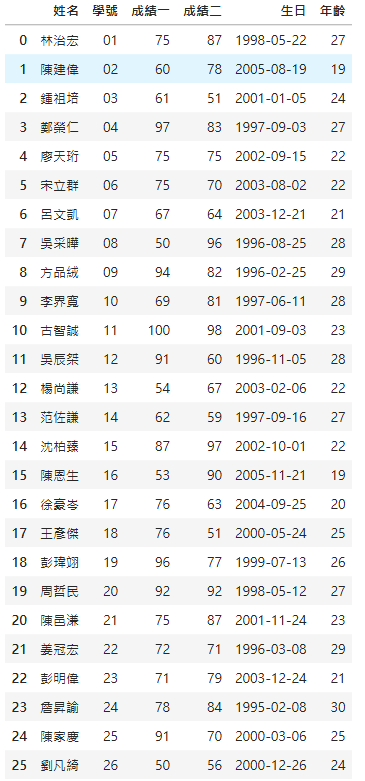 姓名 學號 成績一 成績二 生日 年齡
0 林治宏 01 75 87 1998-05-22 27
1 陳建偉 02 60 78 2005-08-19 19
2 鍾祖培 03 61 51 2001-01-05 24
3 鄭榮仁 04 97 83 1997-09-03 27
4 廖天珩 05 75 75 2002-09-15 22
5 宋立群 06 75 70 2003-08-02 22
6 呂文凱 07 67 64 2003-12-21 21
7 吳采曄 08 50 96 1996-08-25 28
8 方品絨 09 94 82 1996-02-25 29
9 李界寬 10 69 81 1997-06-11 28
10 古智誠 11 100 98 2001-09-03 23
11 吳辰桀 12 91 60 1996-11-05 28
12 楊尚謙 13 54 67 2003-02-06 22
13 范佐謙 14 62 59 1997-09-16 27
14 沈柏臻 15 87 97 2002-10-01 22
15 陳恩生 16 53 90 2005-11-21 19
16 徐豪岑 17 76 63 2004-09-25 20
17 王彥傑 18 76 51 2000-05-24 25
18 彭瑋翊 19 96 77 1999-07-13 26
19 周哲民 20 92 92 1998-05-12 27
20 陳邑溓 21 75 87 2001-11-24 23
21 姜冠宏 22 72 71 1996-03-08 29
22 彭明偉 23 71 79 2003-12-24 21
23 詹昇諭 24 78 84 1995-02-08 30
24 陳家慶 25 91 70 2000-03-06 25
25 劉凡綺 26 50 56 2000-12-26 24